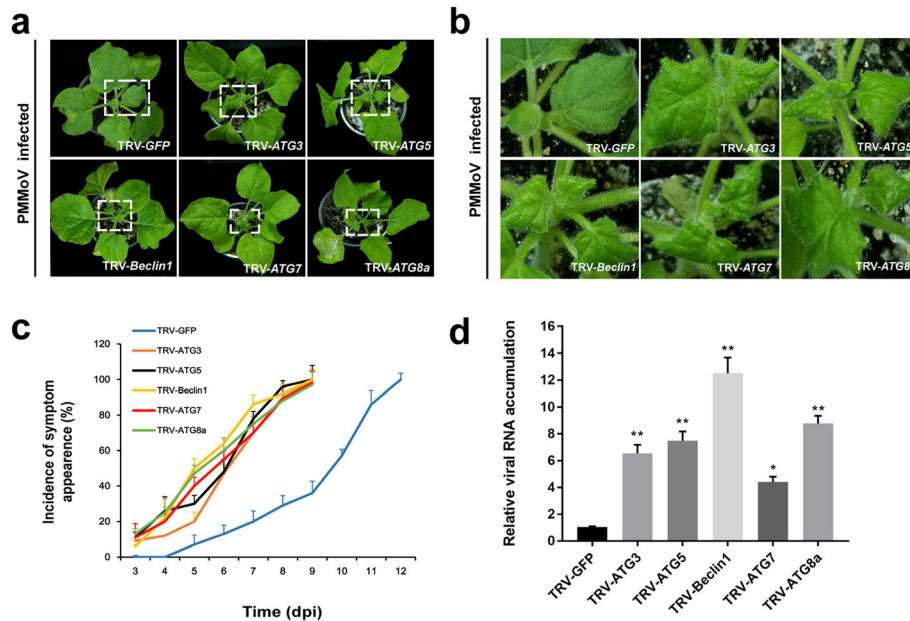 a
PMMoV infected
TRV-GFP
TRV-ATG3
TRV-ATG5
TRV-Beclin1
TRV-ATG7
TRV-ATG8a
b
PMMoV infected
TRV-GFP
TRV-ATG3
TRV-ATG5
TRV-Beclin1
TRV-ATG7
TRV-ATG8
c
TRV-GFP
TRV-ATG3
TRV-ATG5
TRV-Beclin1
TRV-ATG7
TRV-ATG8a
Incidence of symptom
appearence (%)
120
100
80
60
40
20
0
3 4 5 6 7 8 9 10 11 12
Time (dpi)
d
Relative viral RNA accumulation
16
14
12
10
8
6
4
2
0
** ** ** * **
TRV-GFP
TRV-ATG3
TRV-ATG5
TRV-Beclin1
TRV-ATG7
TRV-ATG8a